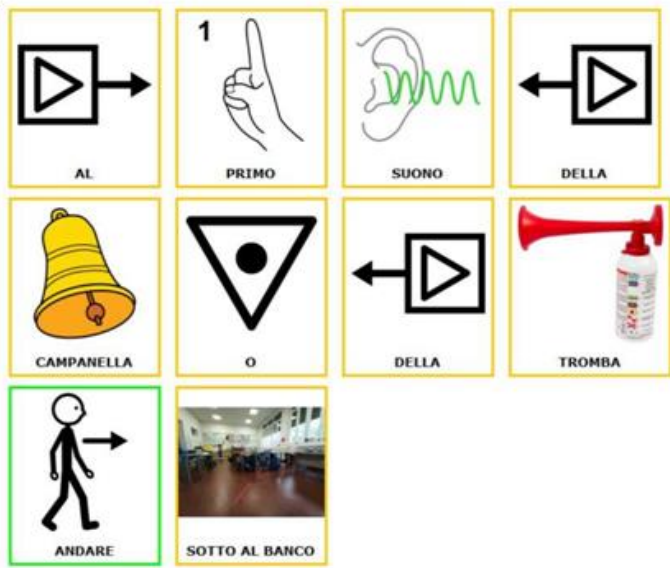 AL
1 PRIMO
SUONO
DELLA
CAMPANELLA
O
DELLA
TROMBA
ANDARE
SOTTO AL BANCO